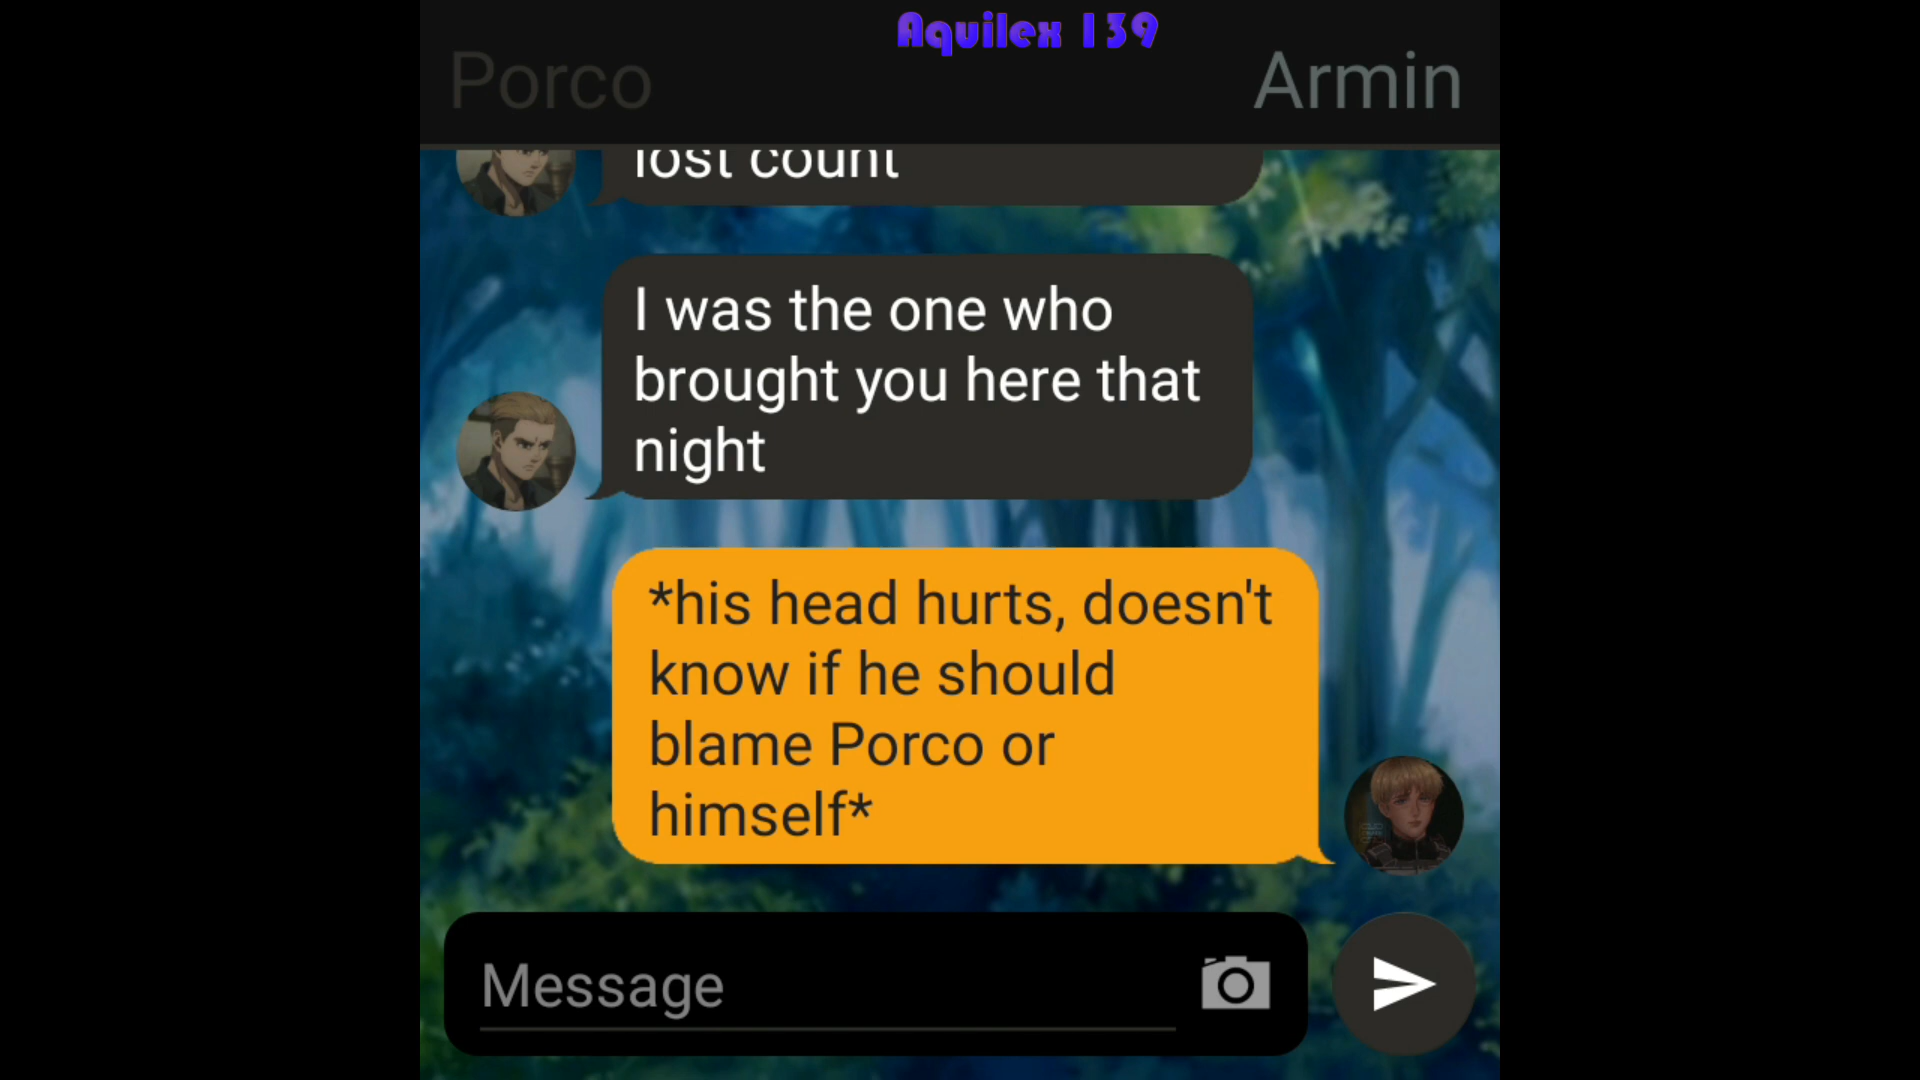 Aquilex 139
Porco
Armin
lost count
I was the one who
brought you here that
night
*his head hurts, doesn't
know if he should
blame Porco or
himself*
Message